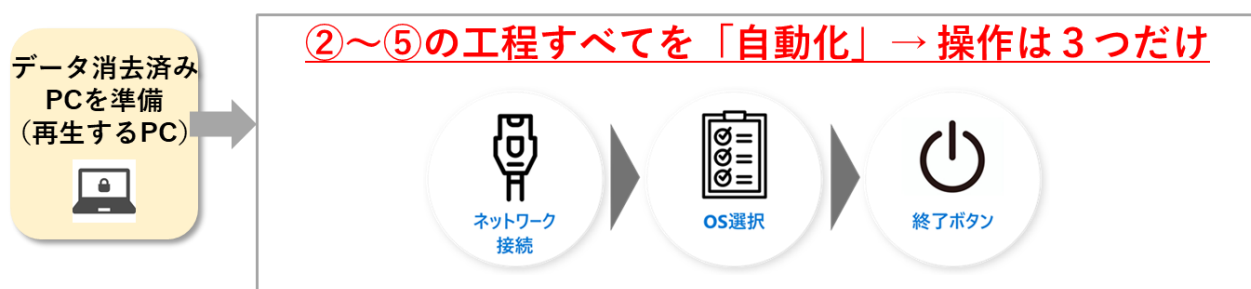 ②～⑤の工程すべてを「自動化」→ 操作は３つだけ
データ消去済み
PCを準備
（再生するPC）
ネットワーク
接続
OS選択
終了ボタン